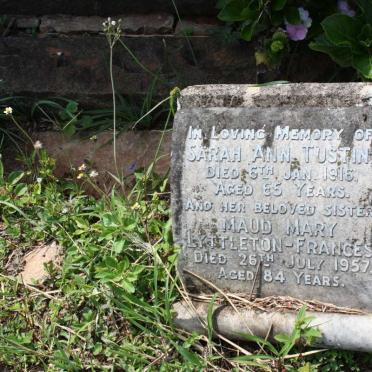 In Loving Memory of
Sarah Ann Tustin
Died 6th Jan. 1916
Aged 65 Years.
And her beloved sister
Maud Mary
Lyttleton-Frances
Died 26th July 1957
Aged 84 Years.